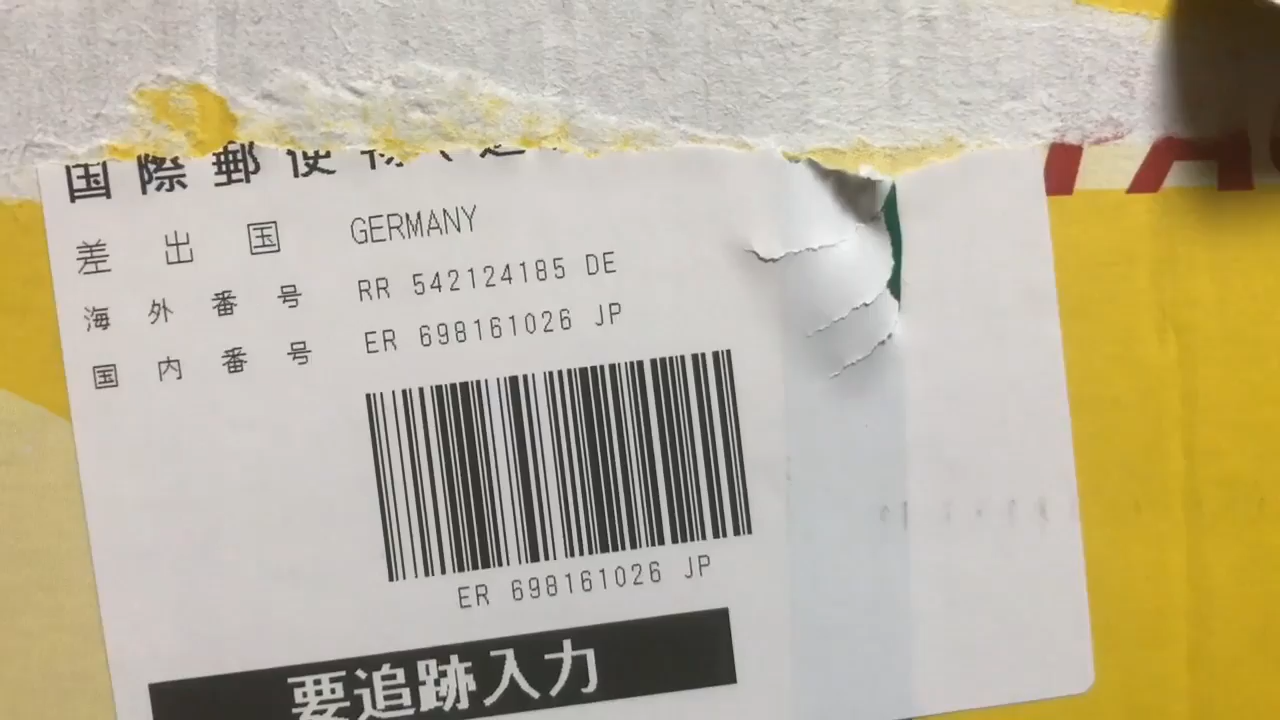 国際郵便物
差出国 GERMANY
海外番号 RR 542124185 DE
国内番号 ER 698161026 JP
ER 698161026 JP
要追跡入力